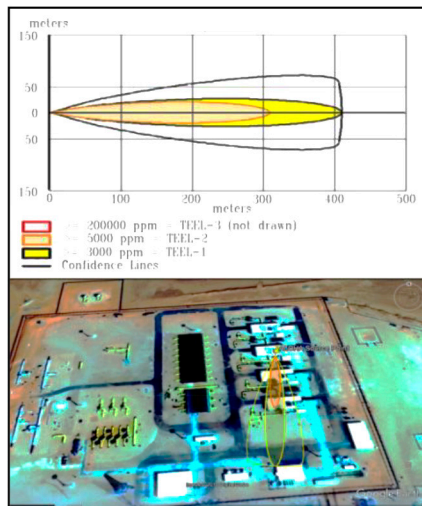 meters
150
50
0
50
150
0 100 200 300 400 500
meters
>= 200000 ppm = TEEL-3 (not drawn)
>= 5000 ppm = TEEL-2
>= 3000 ppm = TEEL-1
Confidence Lines
Google